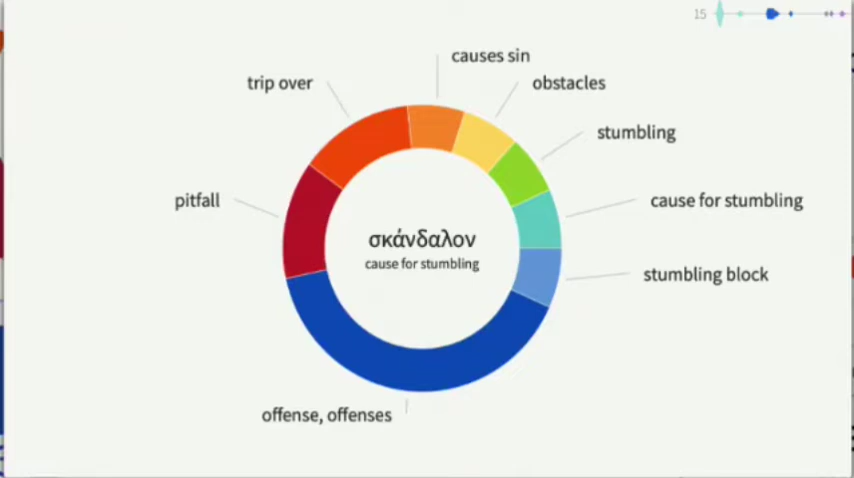 15
causes sin
trip over
obstacles
stumbling
pitfall
cause for stumbling
σκάνδαλον
cause for stumbling
stumbling block
offense, offenses